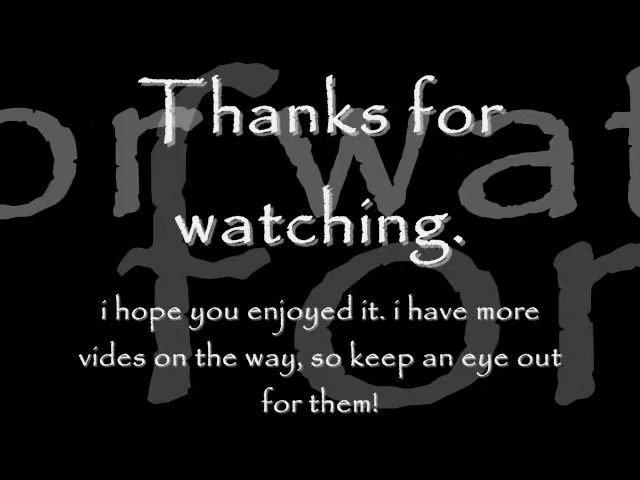 Thanks for
watching.
i hope you enjoyed it. i have more
vides on the way, so keep an eye out
for them!